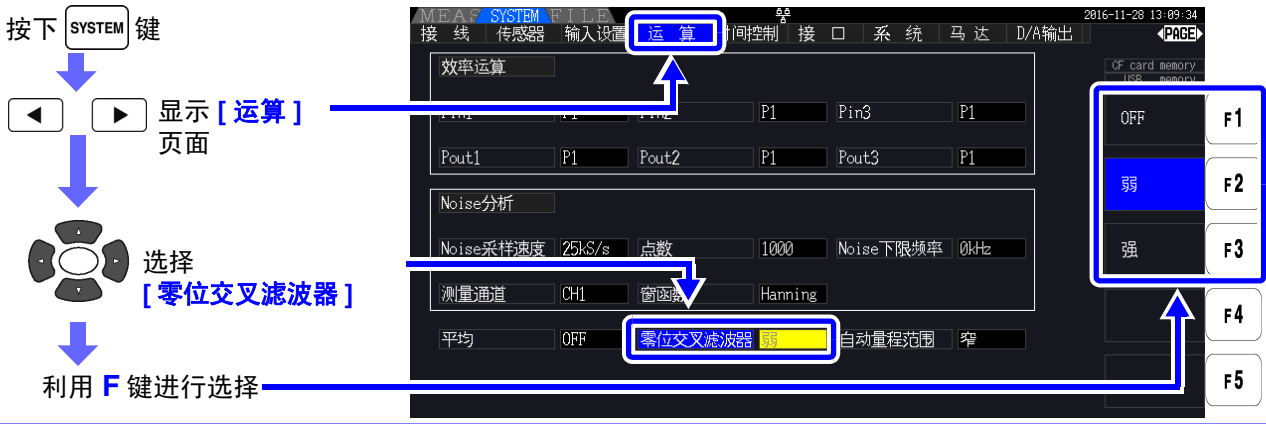 按下 SYSTEM 键
显示 [ 运算 ]
页面
选择
[ 零位交叉滤波器 ]
利用 F 键进行选择
MEAS SYSTEM FILE 2016-11-28 13:09:34
接 线 传感器 输入设置 运 算 时间控制 接 口 系 统 马 达 D/A输出 PAGE
CF card memory
USB memory
效率运算
Pin1 P1 Pin2 P1 Pin3 P1
Pout1 P1 Pout2 P1 Pout3 P1
Noise分析
Noise采样速度 25kS/s 点数 1000 Noise下限频率 0kHz
测量通道 CH1 窗函数 Hanning
平均 OFF 零位交叉滤波器 弱 自动量程范围 窄
OFF F1
弱 F2
强 F3
F4
F5